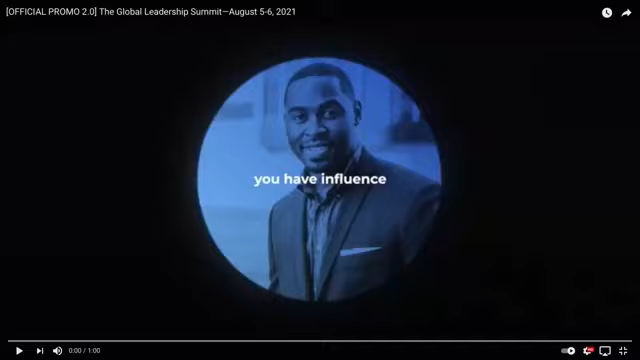 [OFFICIAL PROMO 2.0] The Global Leadership Summit—August 5-6, 2021
you have influence
0:00 / 1:00